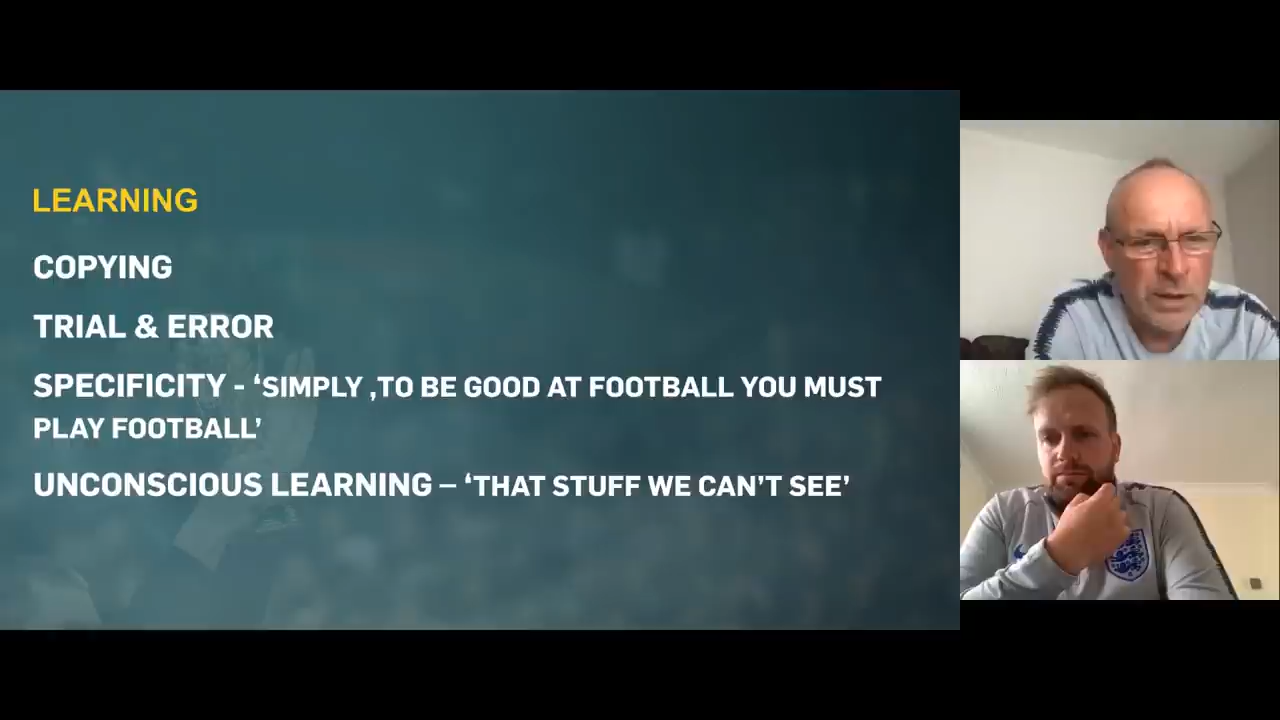 LEARNING
COPYING
TRIAL & ERROR
SPECIFICITY - ‘SIMPLY ,TO BE GOOD AT FOOTBALL YOU MUST
PLAY FOOTBALL’
UNCONSCIOUS LEARNING – ‘THAT STUFF WE CAN’T SEE’